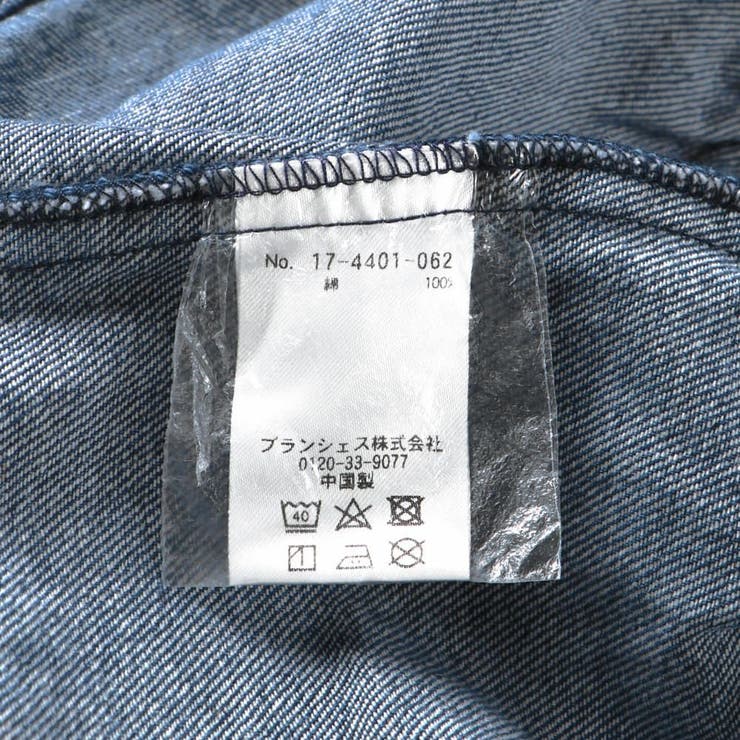 No. 17-4401-062
綿 100%
ブランシェス株式会社
0120-33-9077
中国製
40